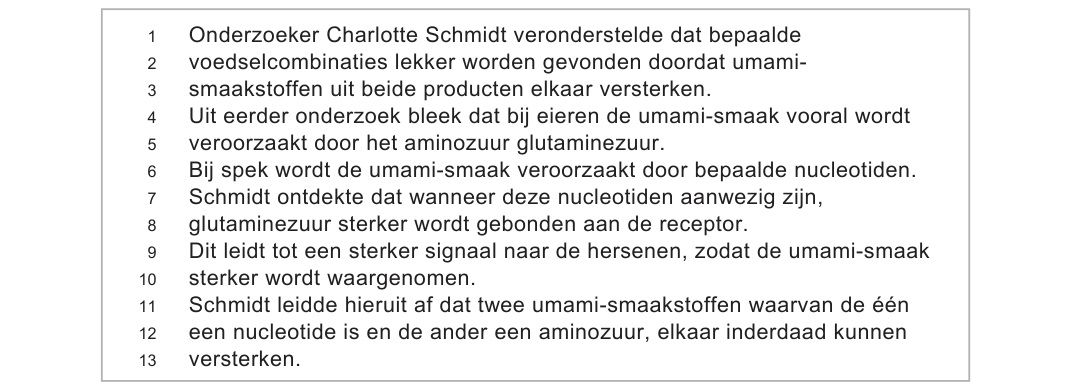 1 Onderzoeker Charlotte Schmidt veronderstelde dat bepaalde
2 voedselcombinaties lekker worden gevonden doordat umami-
3 smaakstoffen uit beide producten elkaar versterken.
4 Uit eerder onderzoek bleek dat bij eieren de umami-smaak vooral wordt
5 veroorzaakt door het aminozuur glutaminezuur.
6 Bij spek wordt de umami-smaak veroorzaakt door bepaalde nucleotiden.
7 Schmidt ontdekte dat wanneer deze nucleotiden aanwezig zijn,
8 glutaminezuur sterker wordt gebonden aan de receptor.
9 Dit leidt tot een sterker signaal naar de hersenen, zodat de umami-smaak
10 sterker wordt waargenomen.
11 Schmidt leidde hieruit af dat twee umami-smaakstoffen waarvan de één
12 een nucleotide is en de ander een aminozuur, elkaar inderdaad kunnen
13 versterken.